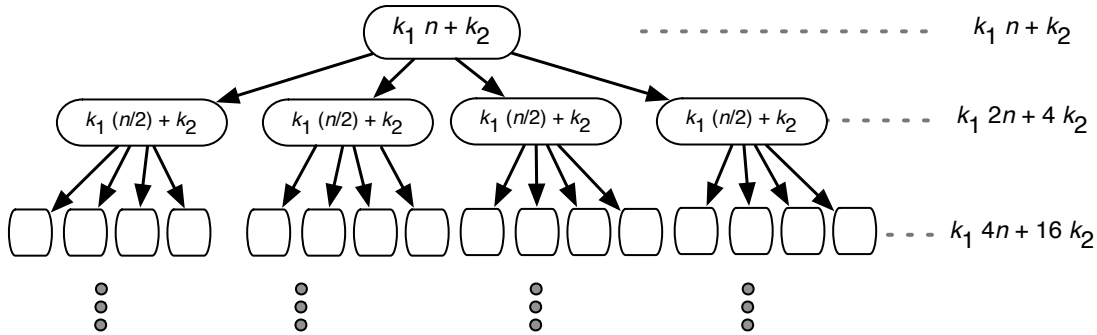 k₁ n + k₂
k₁ n + k₂
k₁ (n/2) + k₂
k₁ (n/2) + k₂
k₁ (n/2) + k₂
k₁ (n/2) + k₂
k₁ 2n + 4 k₂
k₁ 4n + 16 k₂